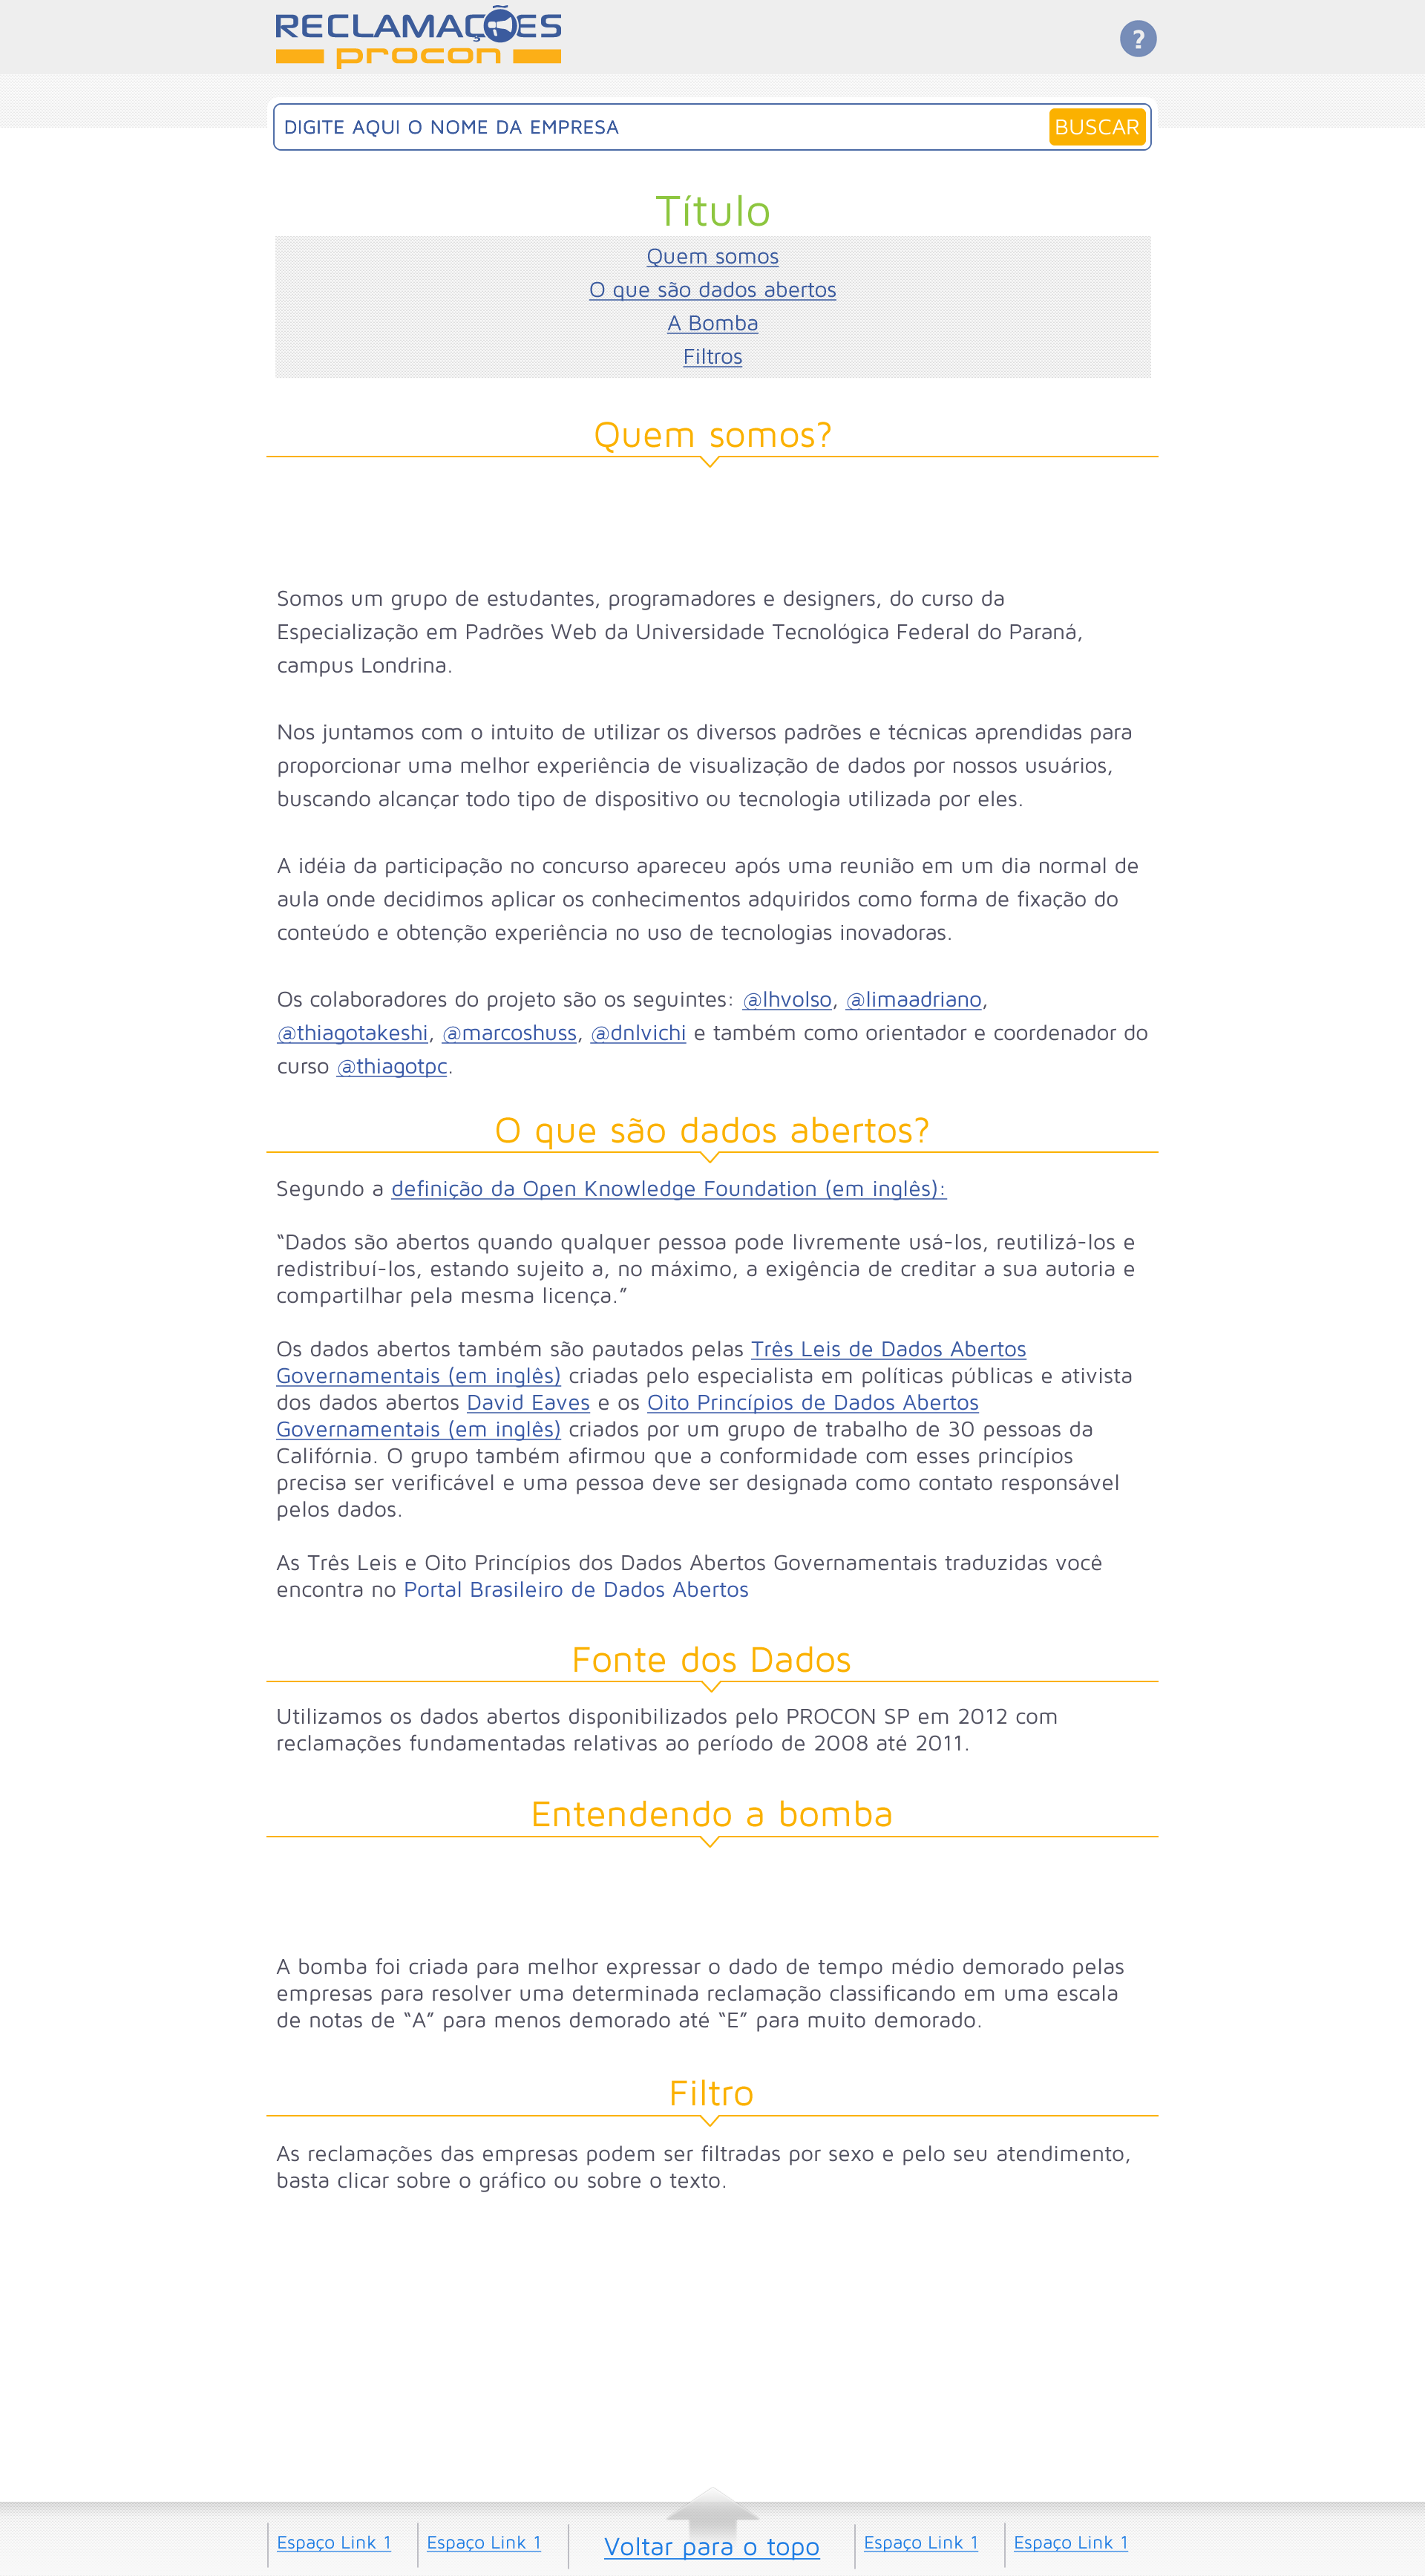 RECLAMAÇÕES
procon
?
DIGITE AQUI O NOME DA EMPRESA
BUSCAR
Título
Quem somos
O que são dados abertos
A Bomba
Filtros
Quem somos?
Somos um grupo de estudantes, programadores e designers, do curso da
Especialização em Padrões Web da Universidade Tecnológica Federal do Paraná,
campus Londrina.
Nos juntamos com o intuito de utilizar os diversos padrões e técnicas aprendidas para
proporcionar uma melhor experiência de visualização de dados por nossos usuários,
buscando alcançar todo tipo de dispositivo ou tecnologia utilizada por eles.
A idéia da participação no concurso apareceu após uma reunião em um dia normal de
aula onde decidimos aplicar os conhecimentos adquiridos como forma de fixação do
conteúdo e obtenção experiência no uso de tecnologias inovadoras.
Os colaboradores do projeto são os seguintes: @lhvolso, @limaadriano,
@thiagotakeshi, @marcoshuss, @dnlvichi e também como orientador e coordenador do
curso @thiagotpc.
O que são dados abertos?
Segundo a definição da Open Knowledge Foundation (em inglês):
“Dados são abertos quando qualquer pessoa pode livremente usá-los, reutilizá-los e
redistribuí-los, estando sujeito a, no máximo, a exigência de creditar a sua autoria e
compartilhar pela mesma licença.”
Os dados abertos também são pautados pelas Três Leis de Dados Abertos
Governamentais (em inglês) criadas pelo especialista em políticas públicas e ativista
dos dados abertos David Eaves e os Oito Princípios de Dados Abertos
Governamentais (em inglês) criados por um grupo de trabalho de 30 pessoas da
Califórnia. O grupo também afirmou que a conformidade com esses princípios
precisa ser verificável e uma pessoa deve ser designada como contato responsável
pelos dados.
As Três Leis e Oito Princípios dos Dados Abertos Governamentais traduzidas você
encontra no Portal Brasileiro de Dados Abertos
Fonte dos Dados
Utilizamos os dados abertos disponibilizados pelo PROCON SP em 2012 com
reclamações fundamentadas relativas ao período de 2008 até 2011.
Entendendo a bomba
A bomba foi criada para melhor expressar o dado de tempo médio demorado pelas
empresas para resolver uma determinada reclamação classificando em uma escala
de notas de “A” para menos demorado até “E” para muito demorado.
Filtro
As reclamações das empresas podem ser filtradas por sexo e pelo seu atendimento,
basta clicar sobre o gráfico ou sobre o texto.
Espaço Link 1
Espaço Link 1
Voltar para o topo
Espaço Link 1
Espaço Link 1